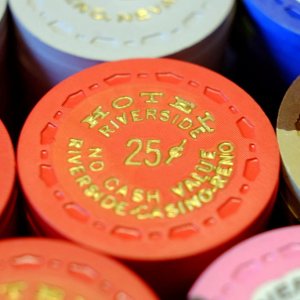 HOTEL
RIVERSIDE
25¢
NO CASH VALUE
RIVERSIDE/CASINO-RENO